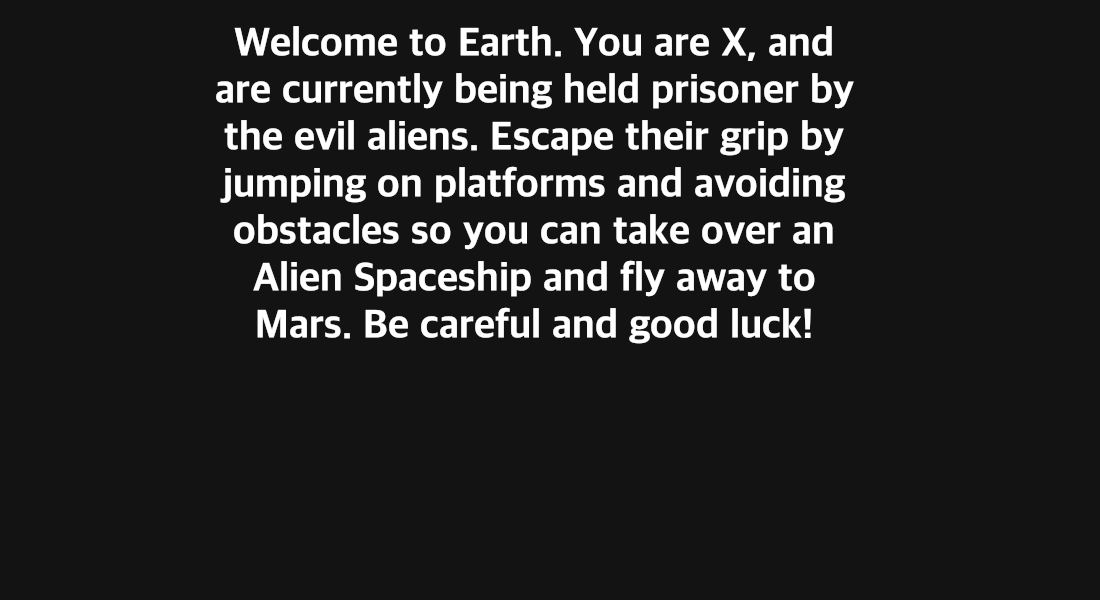 Welcome to Earth. You are X, and
are currently being held prisoner by
the evil aliens. Escape their grip by
jumping on platforms and avoiding
obstacles so you can take over an
Alien Spaceship and fly away to
Mars. Be careful and good luck!